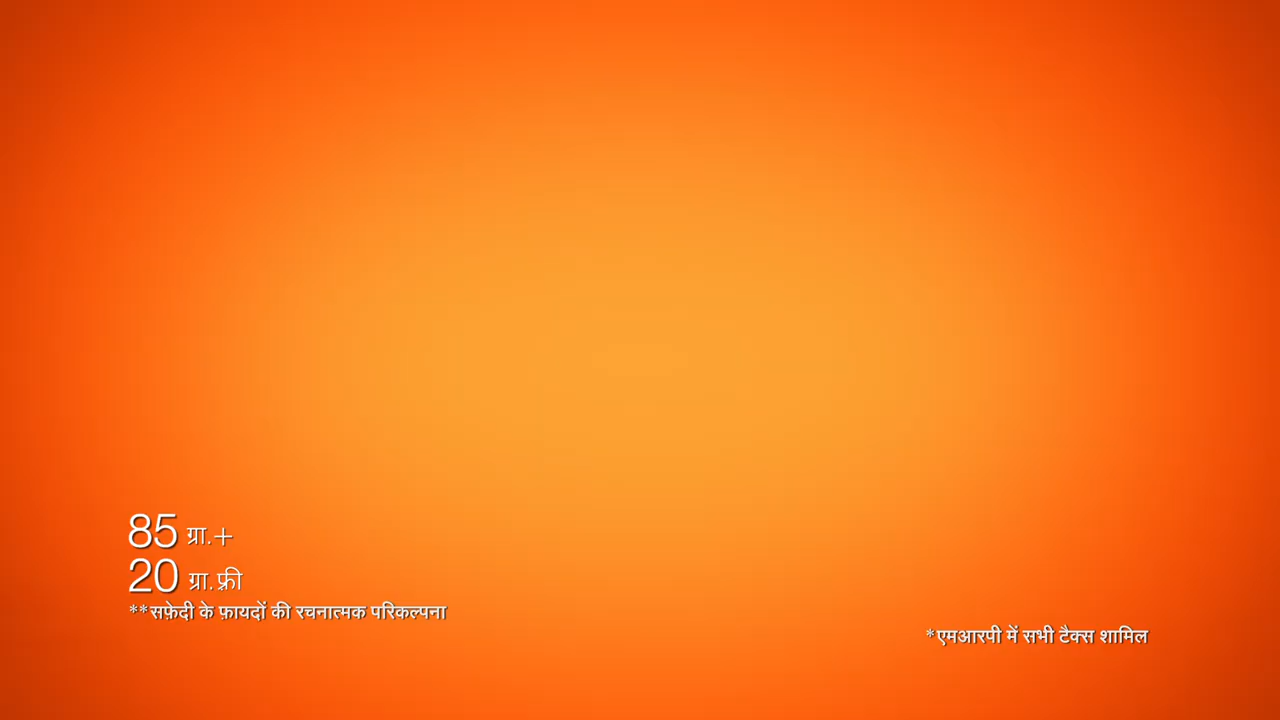 85 ग्रा.+
20 ग्रा.फ़्री
**सफ़ेदी के फ़ायदों की रचनात्मक परिकल्पना
*एमआरपी में सभी टैक्स शामिल